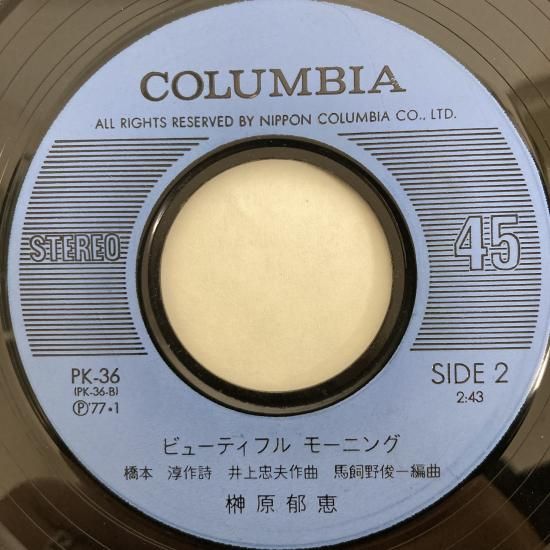 COLUMBIA
ALL RIGHTS RESERVED BY NIPPON COLUMBIA CO., LTD.
STEREO
45
PK-36
(PK-36-B)
Ⓟ'77・1
SIDE 2
2:43
ビューティフル モーニング
橋本 淳作詩 井上忠夫作曲 馬飼野俊一編曲
榊原郁恵